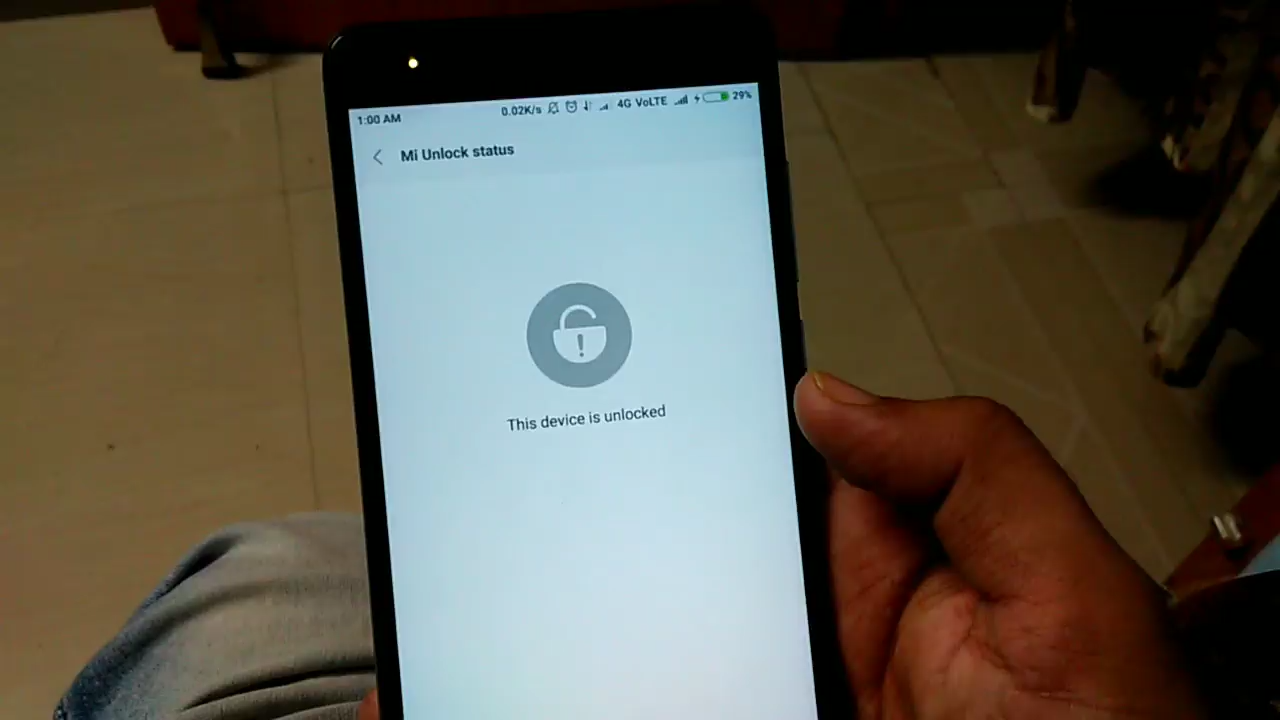 1:00 AM 0.02K/s 4G VoLTE 29%
Mi Unlock status
This device is unlocked